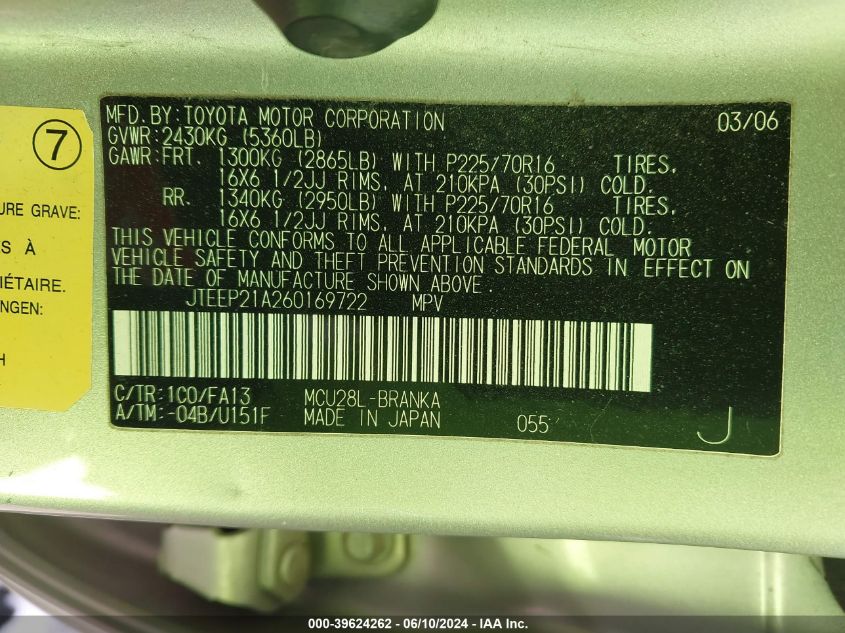 7
URE GRAVE:
S À
IÉTAIRE.
NGEN:
H
MFD. BY: TOYOTA MOTOR CORPORATION 03/06
GVWR: 2430KG (5360LB)
GAWR: FRT. 1300KG (2865LB) WITH P225/70R16 TIRES,
16X6 1/2JJ RIMS, AT 210KPA (30PSI) COLD.
RR. 1340KG (2950LB) WITH P225/70R16 TIRES,
16X6 1/2JJ RIMS, AT 210KPA (30PSI) COLD.
THIS VEHICLE CONFORMS TO ALL APPLICABLE FEDERAL MOTOR
VEHICLE SAFETY AND THEFT PREVENTION STANDARDS IN EFFECT ON
THE DATE OF MANUFACTURE SHOWN ABOVE.
JTEEP21A260169722 MPV
C/TR: 1C0/FA13 MCU28L-BRANKA
A/TM: -04B/U151F MADE IN JAPAN 055 J
000-39624262 - 06/10/2024 - IAA Inc.